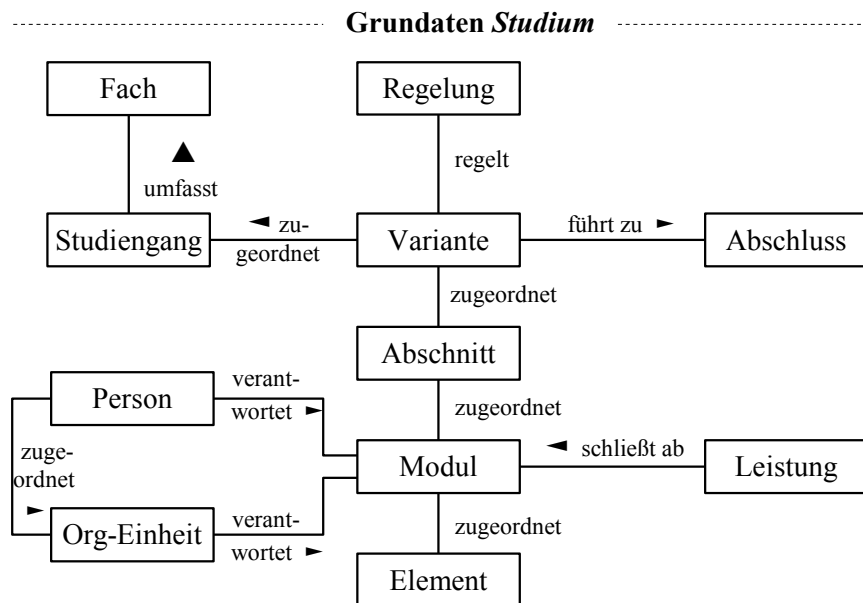 Grundaten Studium
Fach
Regelung
umfasst
regelt
Studiengang
zu-
geordnet
Variante
führt zu
Abschluss
zugeordnet
Abschnitt
Person
verant-
wortet
zugeordnet
zuge-
ordnet
Modul
schließt ab
Leistung
Org-Einheit
verant-
wortet
zugeordnet
Element